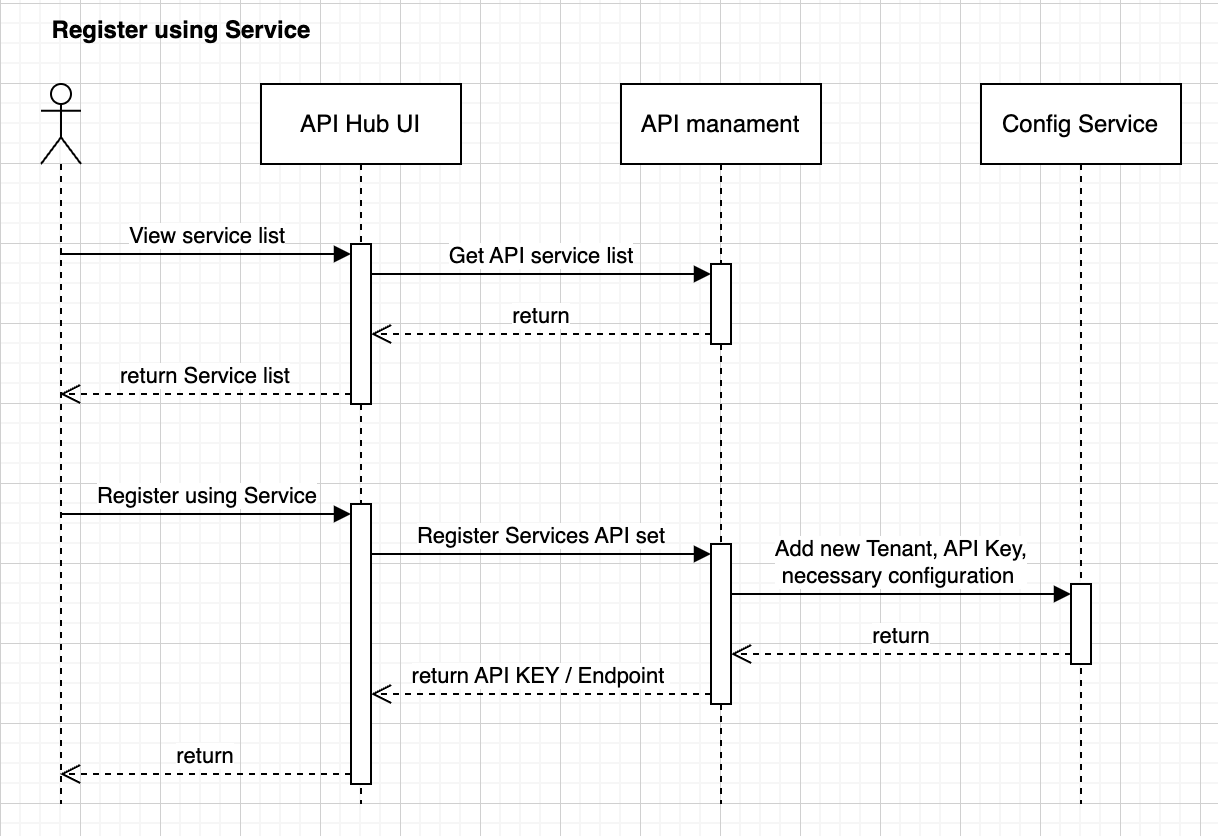 Register using Service
API Hub UI
API manament
Config Service
View service list
Get API service list
return
return Service list
Register using Service
Register Services API set
Add new Tenant, API Key,
necessary configuration
return
return API KEY / Endpoint
return